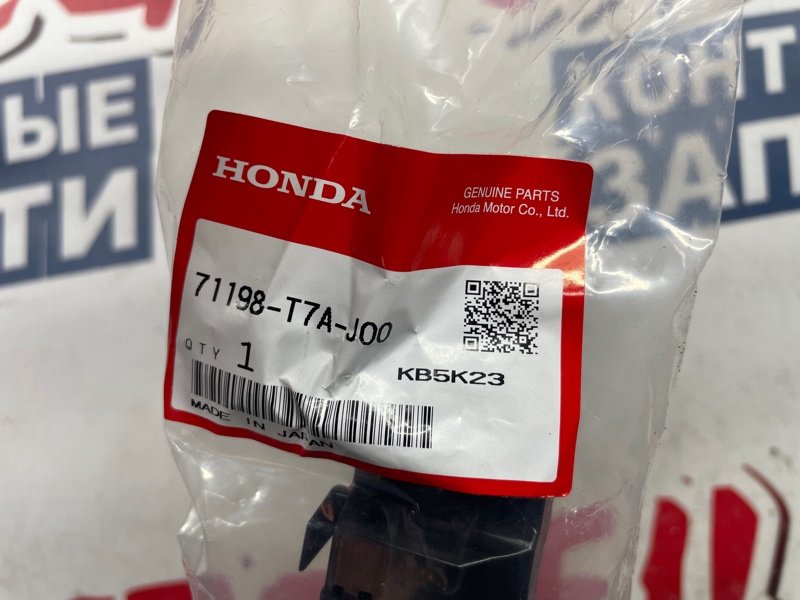 ЫЕ
ТИ
КОНТ
ЗАП
HONDA
GENUINE PARTS
Honda Motor Co., Ltd.
71198-T7A-J00
QTY 1
KB5K23
MADE IN JAPAN